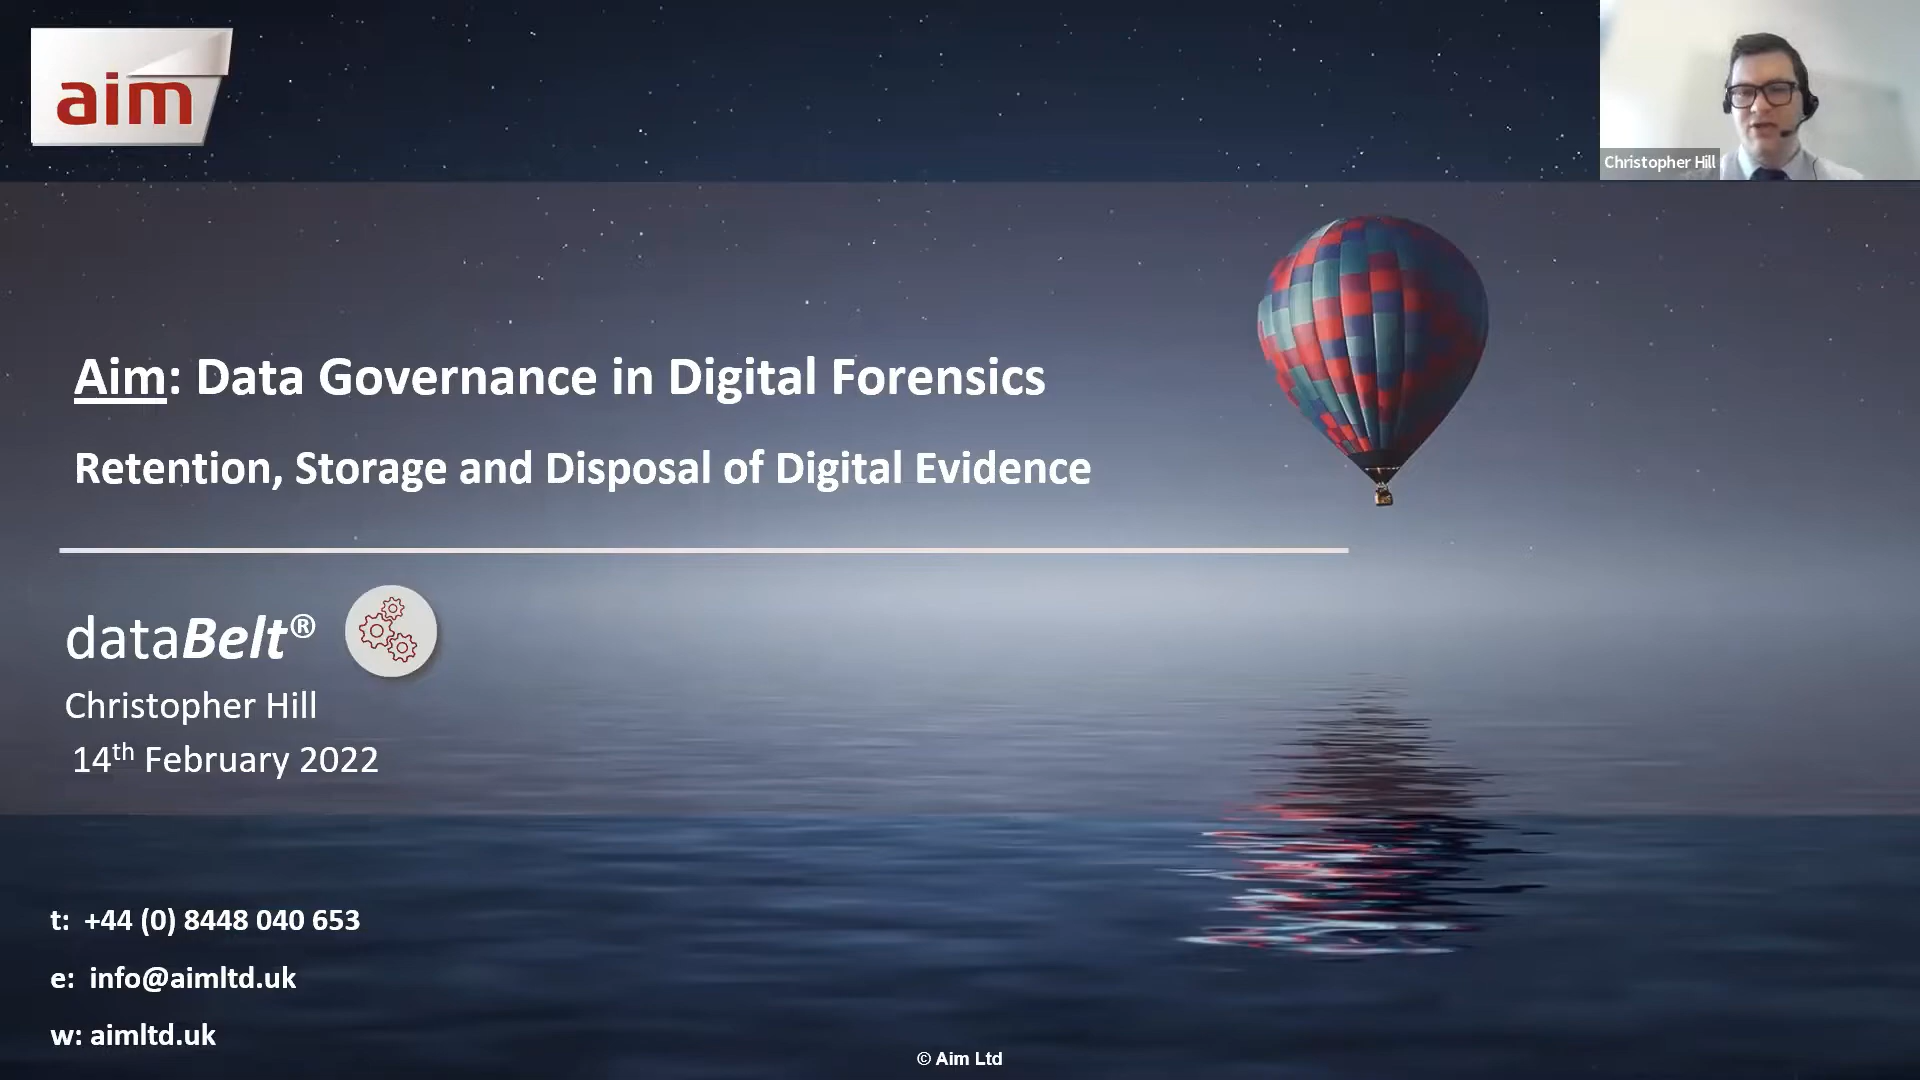 aim
Christopher Hill
Aim: Data Governance in Digital Forensics
Retention, Storage and Disposal of Digital Evidence
dataBelt®
Christopher Hill
14th February 2022
t: +44 (0) 8448 040 653
e: info@aimltd.uk
w: aimltd.uk
© Aim Ltd